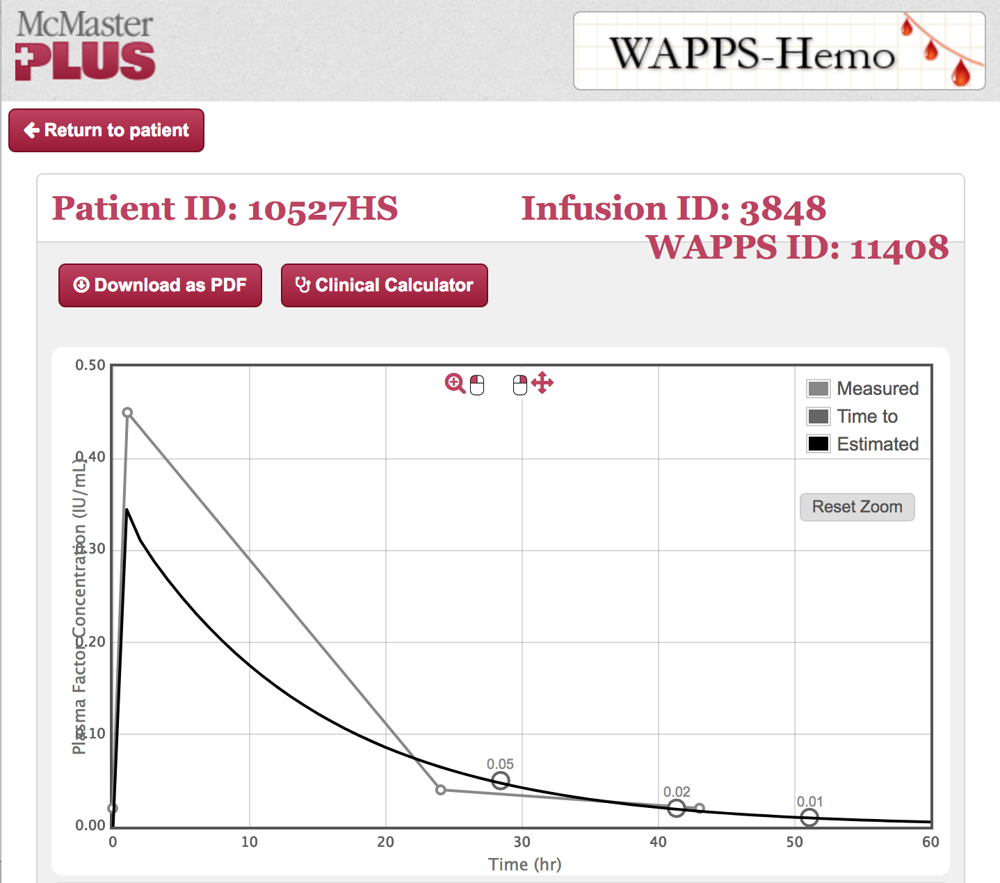 McMaster
PLUS
WAPPS-Hemo
Return to patient
Patient ID: 10527HS
Infusion ID: 3848
WAPPS ID: 11408
Download as PDF
Clinical Calculator
Measured
Time to
Estimated
Reset Zoom
Plasma Factor Concentration (IU/mL)
0.50
0.40
0.30
0.20
0.10
0.00
0.05
0.02
0.01
0 10 20 30 40 50 60
Time (hr)